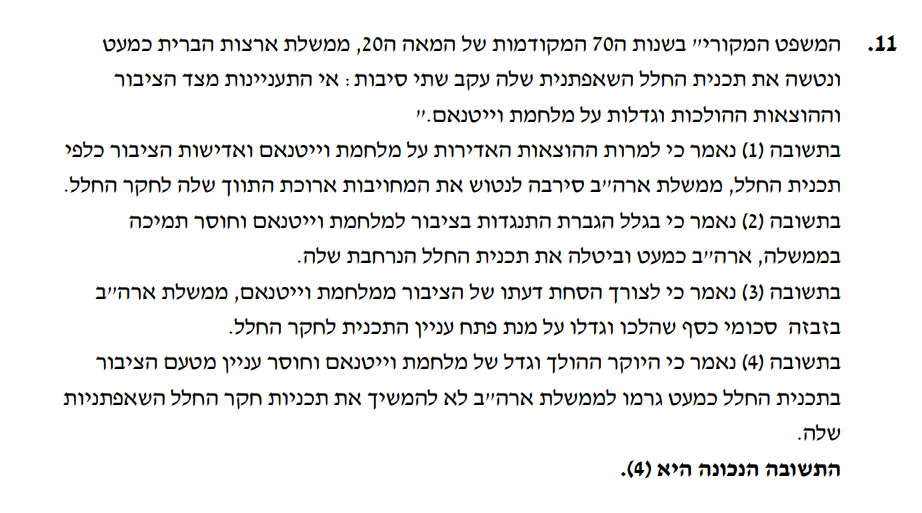 11. המשפט המקורי" בשנות ה70 המקודמות של המאה ה20, ממשלת ארצות הברית כמעט
ונטשה את תכנית החלל השאפתנית שלה עקב שתי סיבות: אי התעניינות מצד הציבור
וההוצאות ההולכות וגדלות על מלחמת וייטנאם."
בתשובה (1) נאמר כי למרות ההוצאות האדירות על מלחמת וייטנאם ואדישות הציבור כלפי
תכנית החלל, ממשלת ארה"ב סירבה לנטוש את המחויבות ארוכת התווך שלה לחקר החלל.
בתשובה (2) נאמר כי בגלל הגברת התנגדות בציבור למלחמת וייטנאם וחוסר תמיכה
בממשלה, ארה"ב כמעט וביטלה את תכנית החלל הנרחבת שלה.
בתשובה (3) נאמר כי לצורך הסחת דעתו של הציבור ממלחמת וייטנאם, ממשלת ארה"ב
בזבזה סכומי כסף שהלכו וגדלו על מנת פתח עניין התכנית לחקר החלל.
בתשובה (4) נאמר כי היוקר ההולך וגדל של מלחמת וייטנאם וחוסר עניין מטעם הציבור
בתכנית החלל כמעט גרמו לממשלת ארה"ב לא להמשיך את תכניות חקר החלל השאפתניות
שלה.
התשובה הנכונה היא (4).